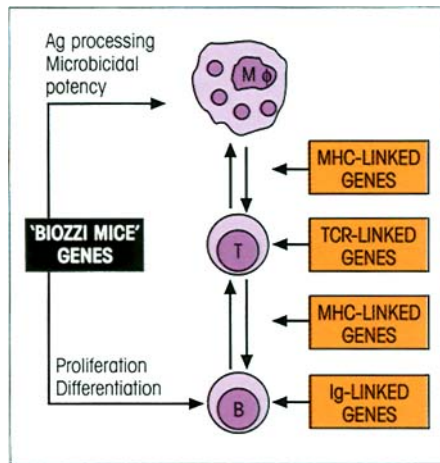 Ag processing
Microbicidal
potency
Mϕ
MHC-LINKED
GENES
'BIOZZI MICE'
GENES
T
TCR-LINKED
GENES
MHC-LINKED
GENES
Proliferation
Differentiation
B
Ig-LINKED
GENES